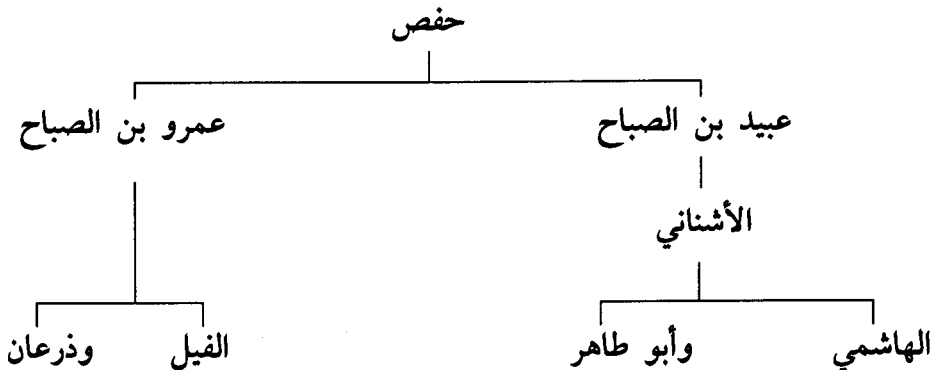 حفص
عبيد بن الصباح
عمرو بن الصباح
الأشناني
الهاشمي
وأبو طاهر
الفيل
وذرعان